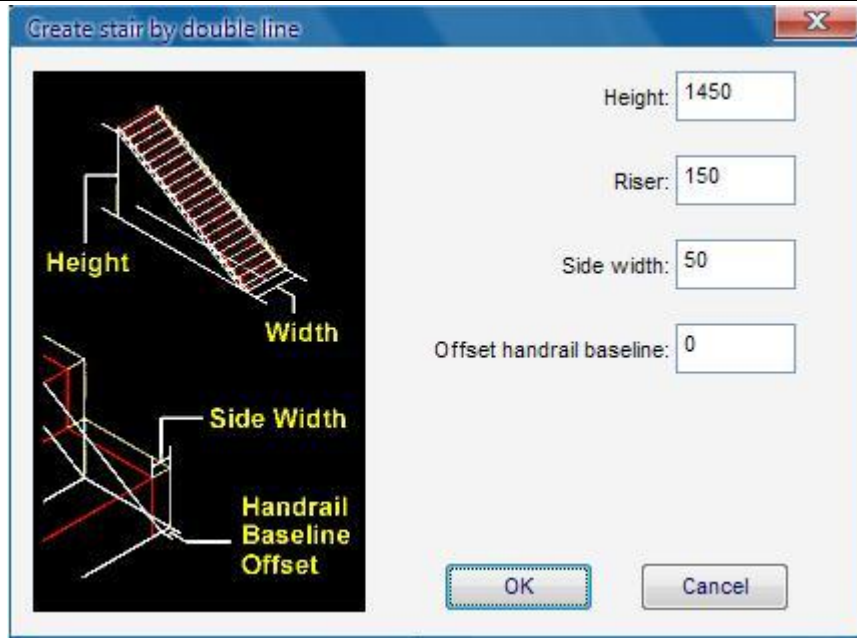 Create stair by double line
Height
Width
Side Width
Handrail
Baseline
Offset
Height: 1450
Riser: 150
Side width: 50
Offset handrail baseline: 0
OK Cancel